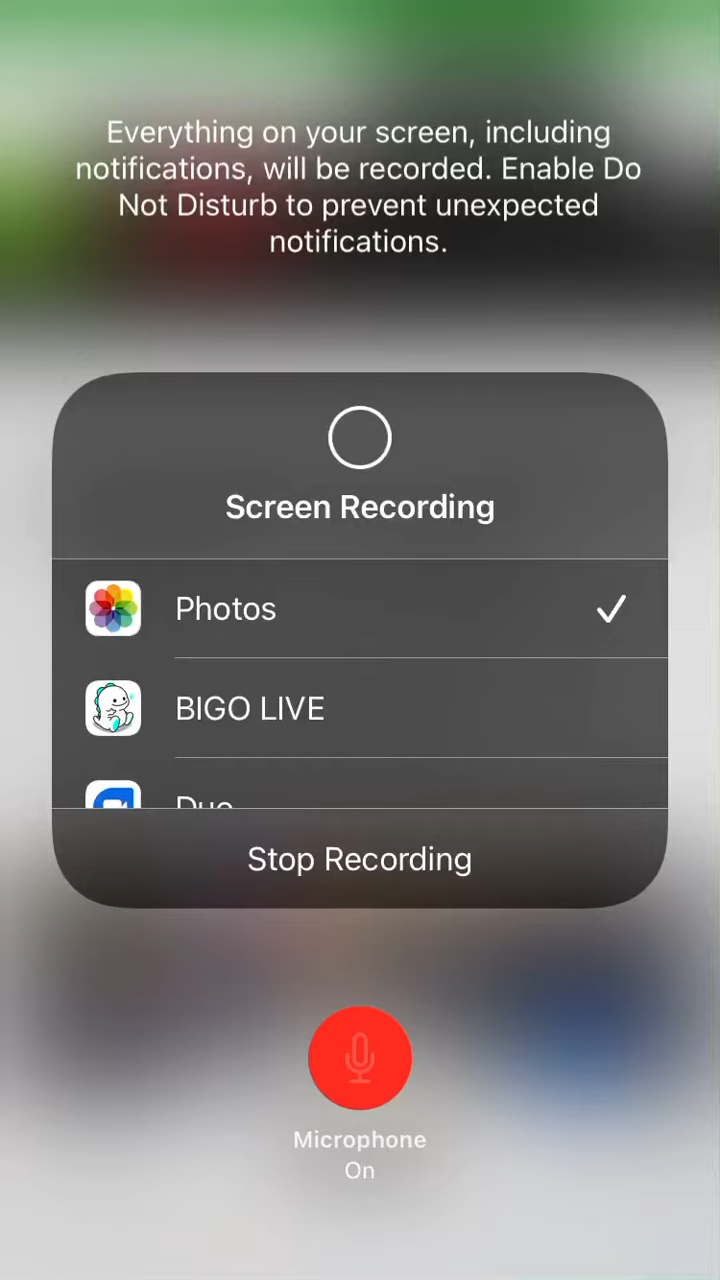 Everything on your screen, including
notifications, will be recorded. Enable Do
Not Disturb to prevent unexpected
notifications.
Screen Recording
Photos
BIGO LIVE
Duo
Stop Recording
Microphone
On